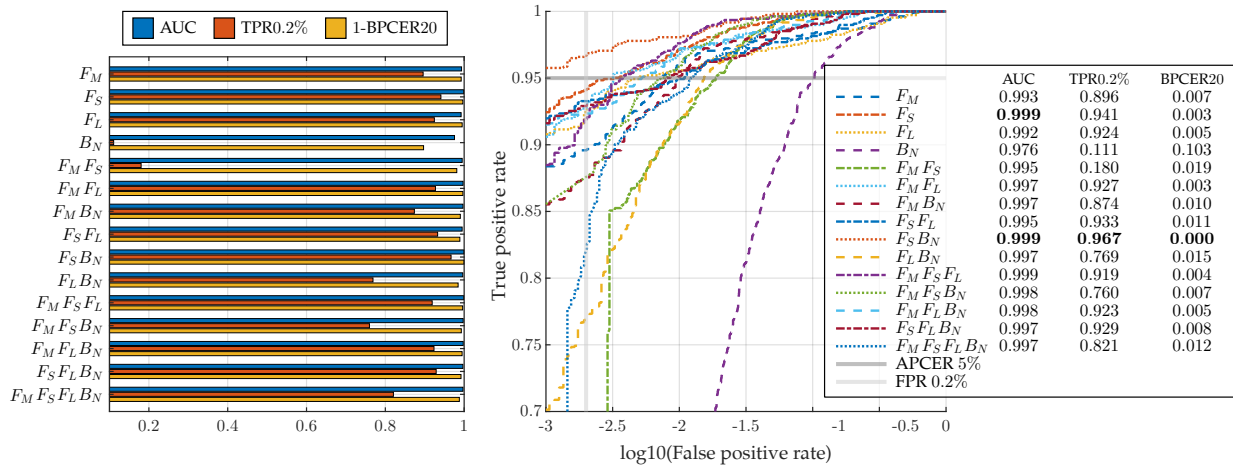 AUC TPR0.2% 1-BPCER20
F_M
F_S
F_L
B_N
F_M F_S
F_M F_L
F_M B_N
F_S F_L
F_S B_N
F_L B_N
F_M F_S F_L
F_M F_S B_N
F_M F_L B_N
F_S F_L B_N
F_M F_S F_L B_N
0.2 0.4 0.6 0.8 1
True positive rate
1
0.95
0.9
0.85
0.8
0.75
0.7
-3 -2.5 -2 -1.5 -1 -0.5 0
log10(False positive rate)
AUC TPR0.2% BPCER20
F_M 0.993 0.896 0.007
F_S 0.999 0.941 0.003
F_L 0.992 0.924 0.005
B_N 0.976 0.111 0.103
F_M F_S 0.995 0.180 0.019
F_M F_L 0.997 0.927 0.003
F_M B_N 0.997 0.874 0.010
F_S F_L 0.995 0.933 0.011
F_S B_N 0.999 0.967 0.000
F_L B_N 0.997 0.769 0.015
F_M F_S F_L 0.999 0.919 0.004
F_M F_S B_N 0.998 0.760 0.007
F_M F_L B_N 0.998 0.923 0.005
F_S F_L B_N 0.997 0.929 0.008
F_M F_S F_L B_N 0.997 0.821 0.012
APCER 5%
FPR 0.2%